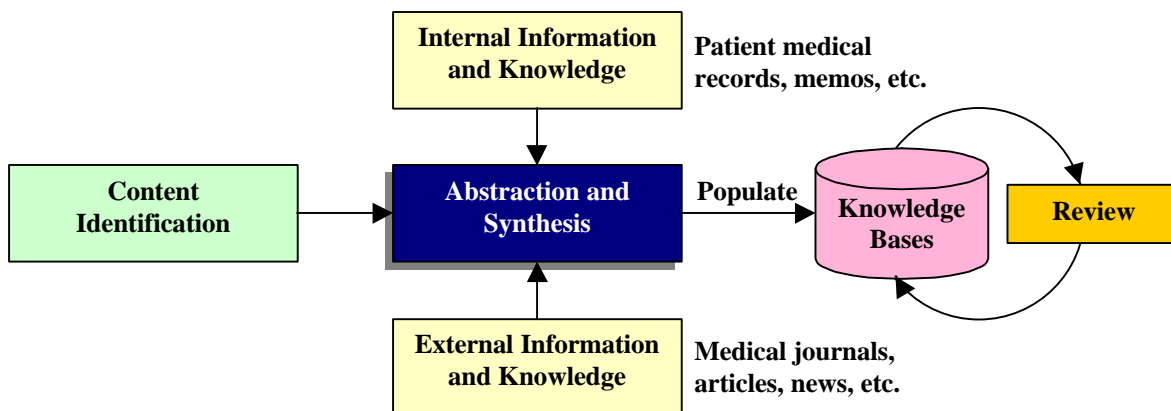 Internal Information
and Knowledge
Patient medical
records, memos, etc.
Content
Identification
Abstraction and
Synthesis
Populate
Knowledge
Bases
Review
External Information
and Knowledge
Medical journals,
articles, news, etc.